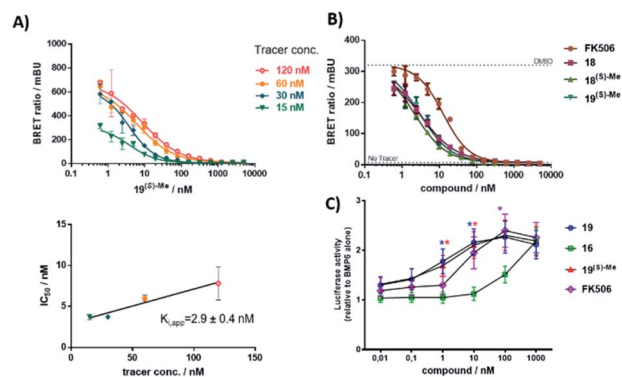 A)
Tracer conc.
120 nM
60 nM
30 nM
15 nM
BRET ratio / mBU
1000
800
600
400
200
0
0.1 1 10 100 1000 10000
19(S)-Me / nM
IC50 / nM
15
10
5
0
0 50 100 150
tracer conc. / nM
Ki,app=2.9 ± 0.4 nM
B)
BRET ratio / mBU
400
300
200
100
0
DMSO
No Tracer
0.1 1 10 100 1000 10000
compound / nM
FK506
18
18(S)-Me
19(S)-Me
C)
Luciferase activity
(relative to BMP6 alone)
3
2
1
0
** ** * *
0,01 0,1 1 10 100 1000
compound / nM
19
16
19(S)-Me
FK506